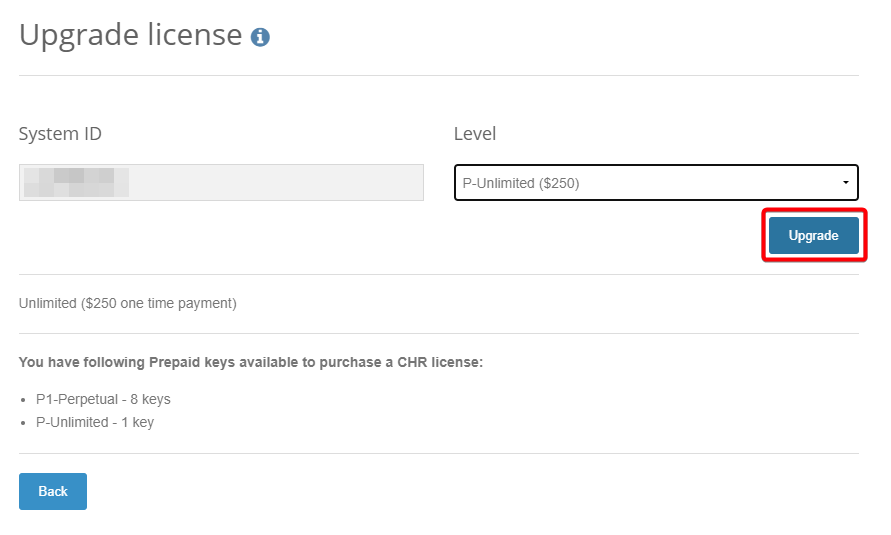 Upgrade license
System ID
Level
P-Unlimited ($250)
Upgrade
Unlimited ($250 one time payment)
You have following Prepaid keys available to purchase a CHR license:
P1-Perpetual - 8 keys
P-Unlimited - 1 key
Back